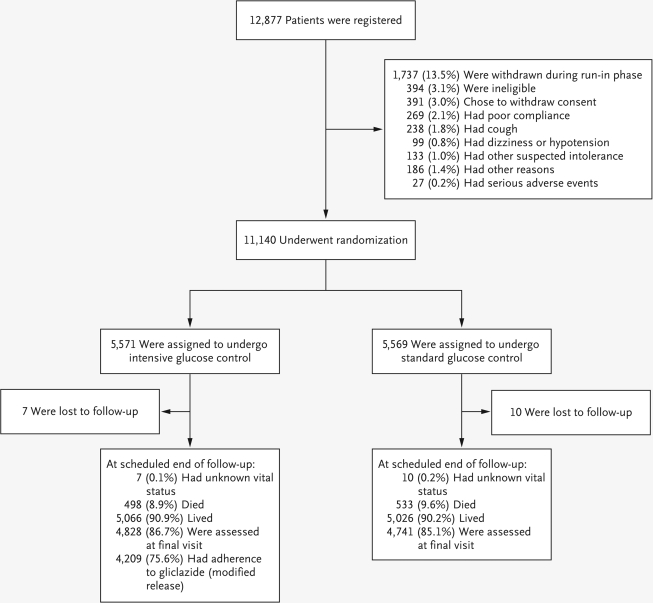 12,877 Patients were registered
1,737 (13.5%) Were withdrawn during run-in phase
394 (3.1%) Were ineligible
391 (3.0%) Chose to withdraw consent
269 (2.1%) Had poor compliance
238 (1.8%) Had cough
99 (0.8%) Had dizziness or hypotension
133 (1.0%) Had other suspected intolerance
186 (1.4%) Had other reasons
27 (0.2%) Had serious adverse events
11,140 Underwent randomization
5,571 Were assigned to undergo
intensive glucose control
5,569 Were assigned to undergo
standard glucose control
7 Were lost to follow-up
10 Were lost to follow-up
At scheduled end of follow-up:
7 (0.1%) Had unknown vital
status
498 (8.9%) Died
5,066 (90.9%) Lived
4,828 (86.7%) Were assessed
at final visit
4,209 (75.6%) Had adherence
to gliclazide (modified
release)
At scheduled end of follow-up:
10 (0.2%) Had unknown vital
status
533 (9.6%) Died
5,026 (90.2%) Lived
4,741 (85.1%) Were assessed
at final visit